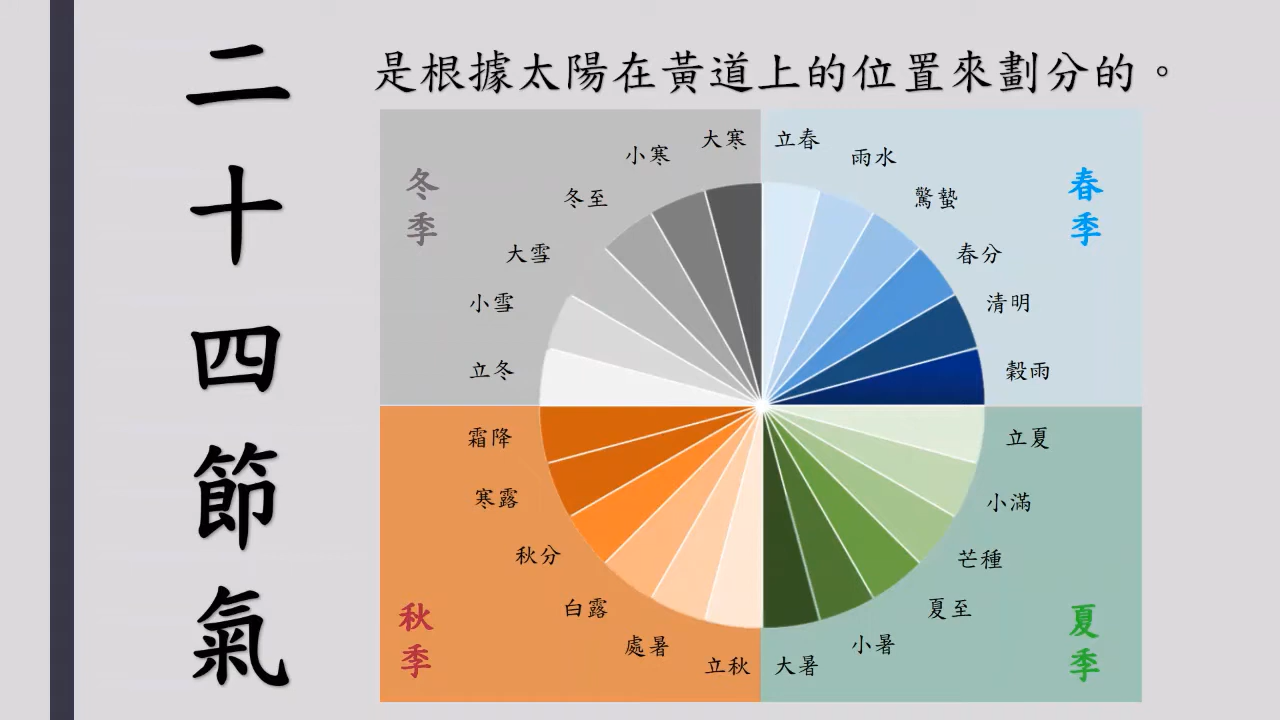 二十四節氣
是根據太陽在黃道上的位置來劃分的。
春季
立春
雨水
驚蟄
春分
清明
穀雨
夏季
立夏
小滿
芒種
夏至
小暑
大暑
秋季
立秋
處暑
白露
秋分
寒露
霜降
冬季
立冬
小雪
大雪
冬至
小寒
大寒